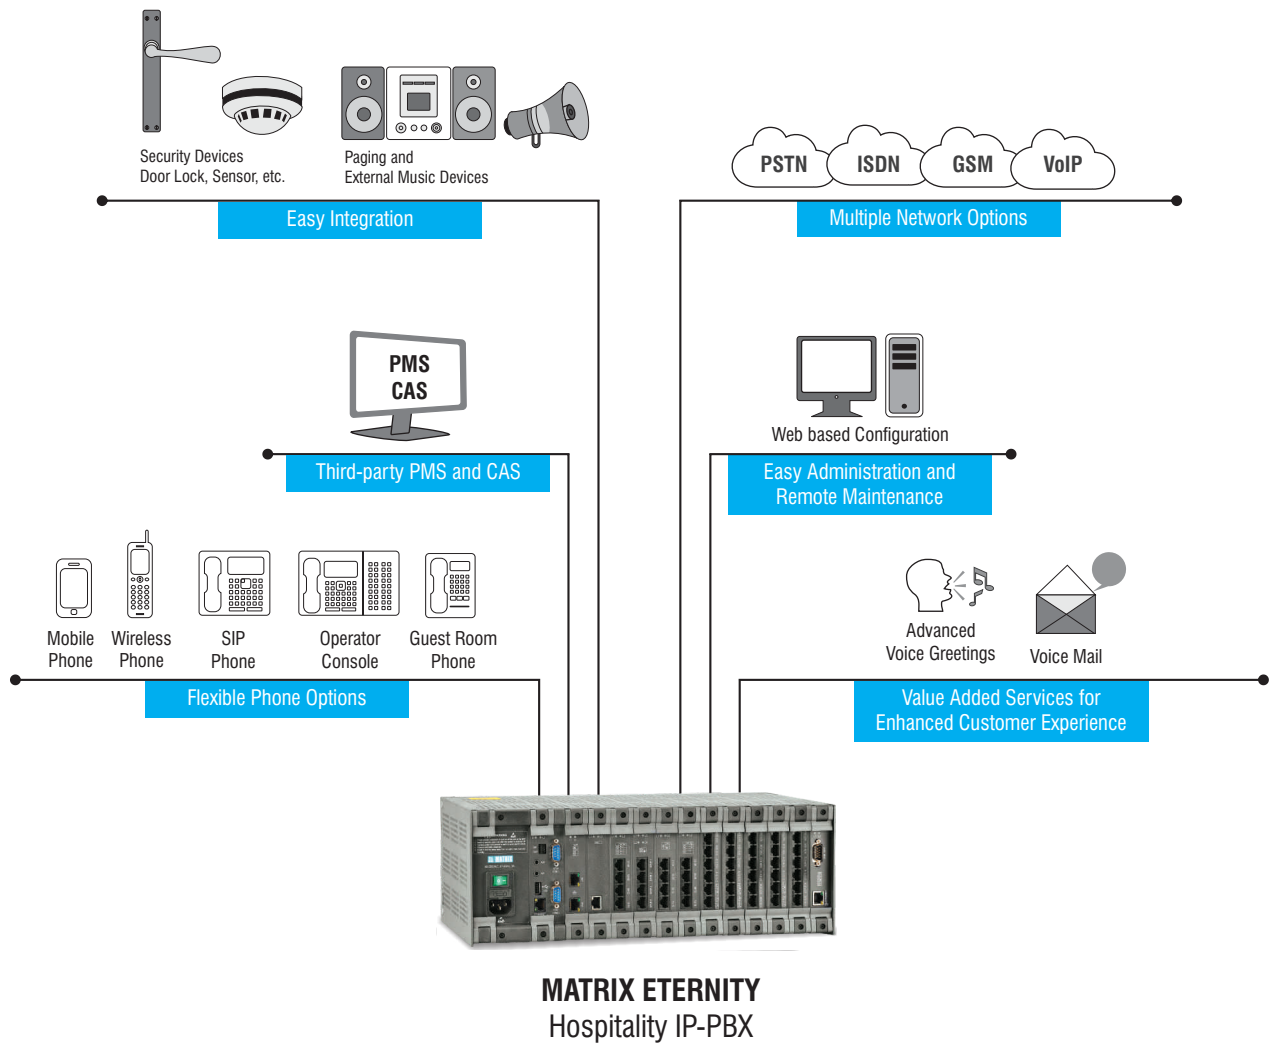 Security Devices
Door Lock, Sensor, etc.
Paging and
External Music Devices
Easy Integration
PSTN
ISDN
GSM
VoIP
Multiple Network Options
PMS
CAS
Third-party PMS and CAS
Web based Configuration
Easy Administration and
Remote Maintenance
Mobile
Phone
Wireless
Phone
SIP
Phone
Operator
Console
Guest Room
Phone
Flexible Phone Options
Advanced
Voice Greetings
Voice Mail
Value Added Services for
Enhanced Customer Experience
MATRIX
MATRIX ETERNITY
Hospitality IP-PBX